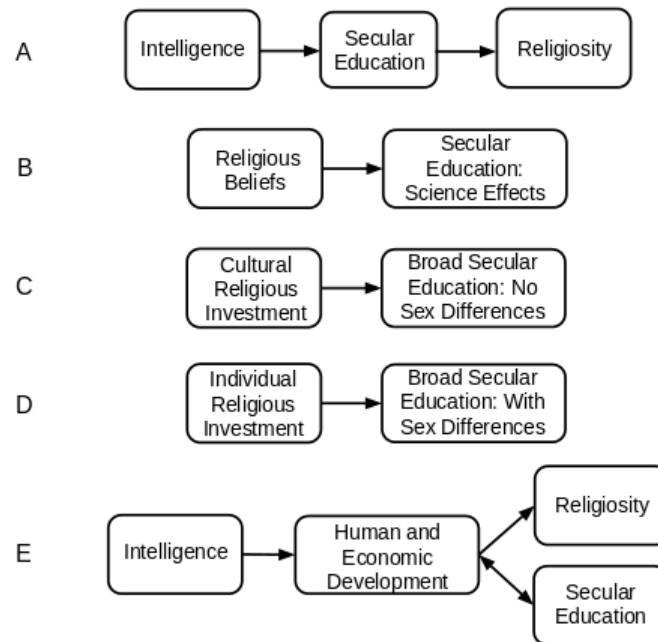 A
Intelligence
Secular
Education
Religiosity
B
Religious
Beliefs
Secular
Education:
Science Effects
C
Cultural
Religious
Investment
Broad Secular
Education: No
Sex Differences
D
Individual
Religious
Investment
Broad Secular
Education: With
Sex Differences
E
Intelligence
Human and
Economic
Development
Religiosity
Secular
Education